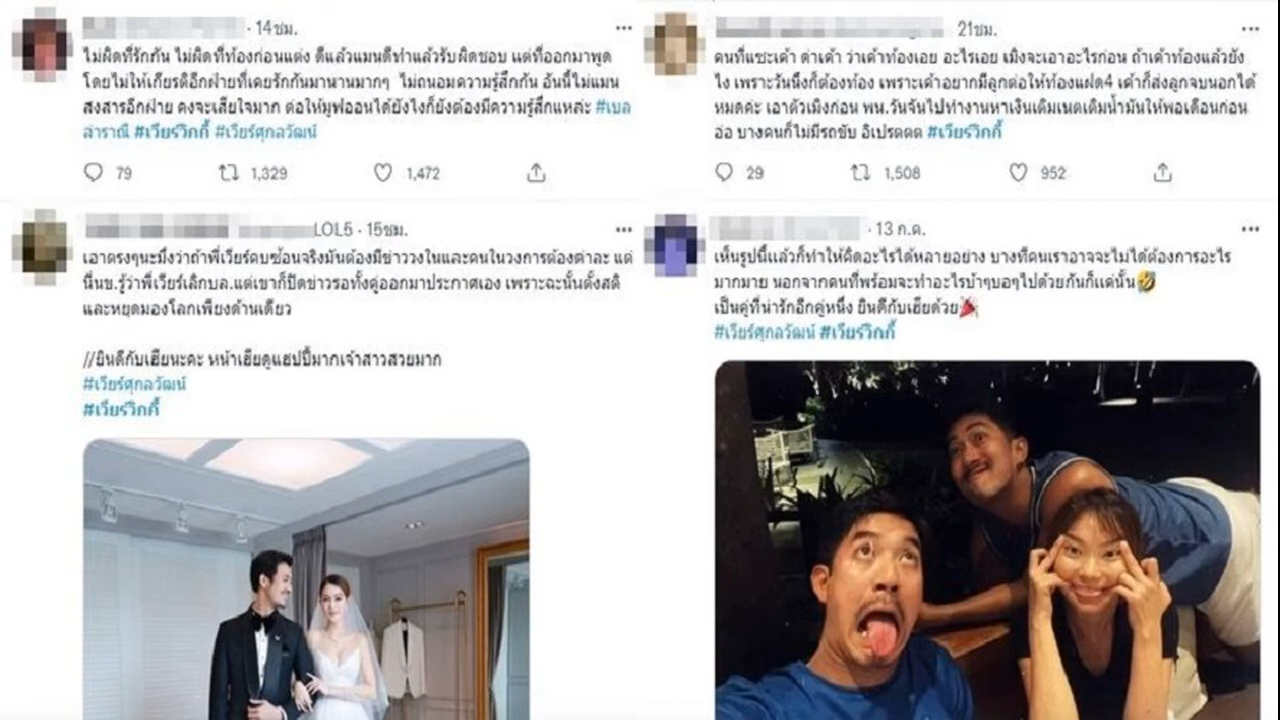 · 14ชม.
ไม่ผิดที่รักกัน ไม่ผิดที่ท้องก่อนแต่ง ดีแล้วแมนดีทำแล้วรับผิดชอบ แต่ที่ออกมาพูด
โดยไม่ให้เกียรติอีกฝ่ายที่เคยรักกันมานานมากๆ ไม่ถนอมความรู้สึกกัน อันนี้ไม่แมน
สงสารอีกฝ่าย คงจะเสียใจมาก ต่อให้มูฟออนได้ยังไงก็ยังต้องมีความรู้สึกแหล่ะ #เบล
ลาราณี #เวียร์วิกกี้ #เวียร์ศุกลวัฒน์
79 1,329 1,472
21ชม.
คนที่แซะเค้า ด่าเค้า ว่าเค้าท้องเอย อะไรเอย เมิงจะเอาอะไรก่อน ถ้าเค้าท้องแล้วยัง
ไง เพราะวันนึงก็ต้องท้อง เพราะเค้าอยากมีลูกต่อให้ท้องแฝด4 เค้าก็ส่งลูกจบนอกได้
หมดค่ะ เอาตัวเมิงก่อน พน.วันจันไปทำงานหาเงินเติมเนตเติมน้ำมันให้พอเดือนก่อน
อ่อ บางคนก็ไม่มีรถขับ อิเปรตตต #เวียร์วิกกี้
29 1,508 952
LOL5 · 15ชม.
เอาตรงๆนะมึงว่าถ้าพี่เวียร์คบซ้อนจริงมันต้องมีข่าววงในและคนในวงการต้องด่าละ แต่
นี่นข.รู้ว่าพี่เวียร์เลิกบล.แต่เขาก็ปิดข่าวรอทั้งคู่ออกมาประกาศเอง เพราะฉะนั้นตั้งสติ
และหยุดมองโลกเพียงด้านเดียว
//ยินดีกับเฮียนะคะ หน้าเฮียดูแฮปปี้มากเจ้าสาวสวยมาก
#เวียร์ศุกลวัฒน์
#เวียร์วิกกี้
· 13 ก.ค.
เห็นรูปนี้แล้วก็ทำให้คิดอะไรได้หลายอย่าง บางทีคนเราอาจจะไม่ได้ต้องการอะไร
มากมาย นอกจากคนที่พร้อมจะทำอะไรบ้าๆบอๆไปด้วยกันก็แค่นั้น🤣
เป็นคู่ที่น่ารักอีกคู่หนึ่ง ยินดีกับเฮียด้วย🎉
#เวียร์ศุกลวัฒน์ #เวียร์วิกกี้